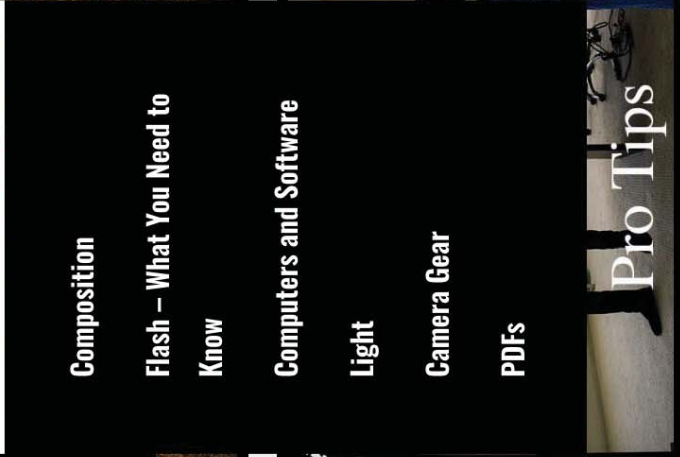 Composition
Flash – What You Need to
Know
Computers and Software
Light
Camera Gear
PDFs
Pro Tips